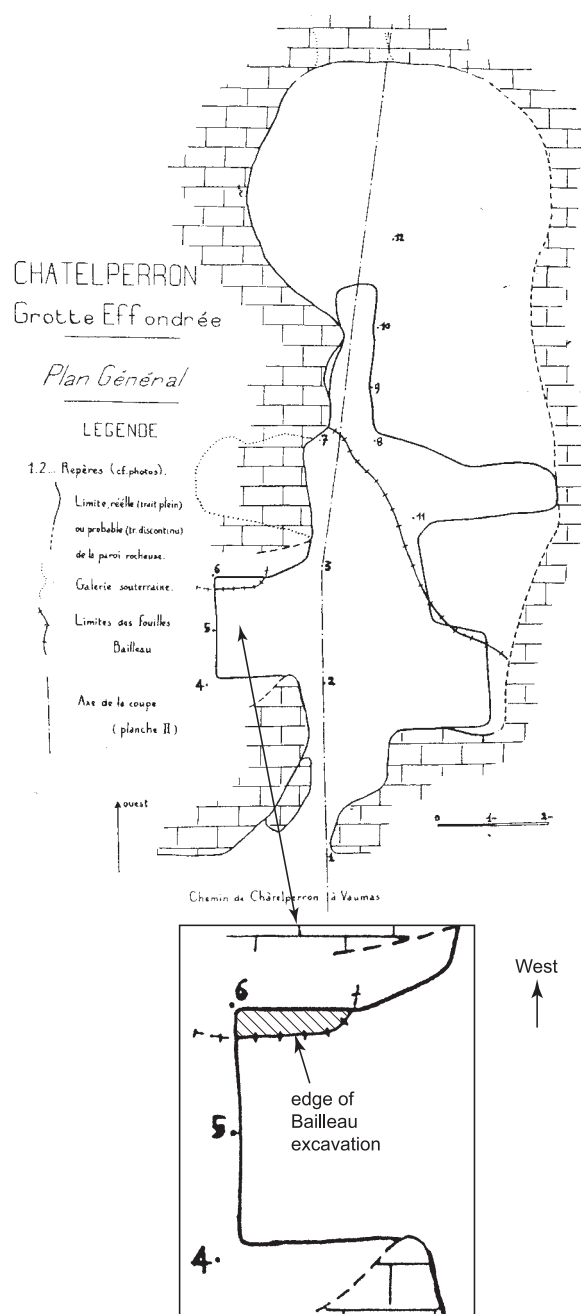 CHATELPERRON
Grotte Effondrée
Plan Général
LEGENDE
1.2... Repères (cf. photos).
Limite, réelle (trait plein)
ou probable (tr. discontinu)
de la paroi rocheuse.
Galerie souterraine.
Limites des fouilles
Bailleau
Axe de la coupe
(planche II)
ouest
12
10
9
8
7
11
3
6
5
4
2
1
0 1 2
Chemin de Châtelperron à Vaumas
6
5
4
edge of
Bailleau
excavation
West